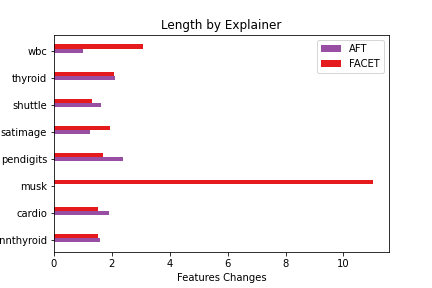 Length by Explainer
AFT
FACET
wbc
thyroid
shuttle
satimage
pendigits
musk
cardio
nnthyroid
0 2 4 6 8 10
Features Changes